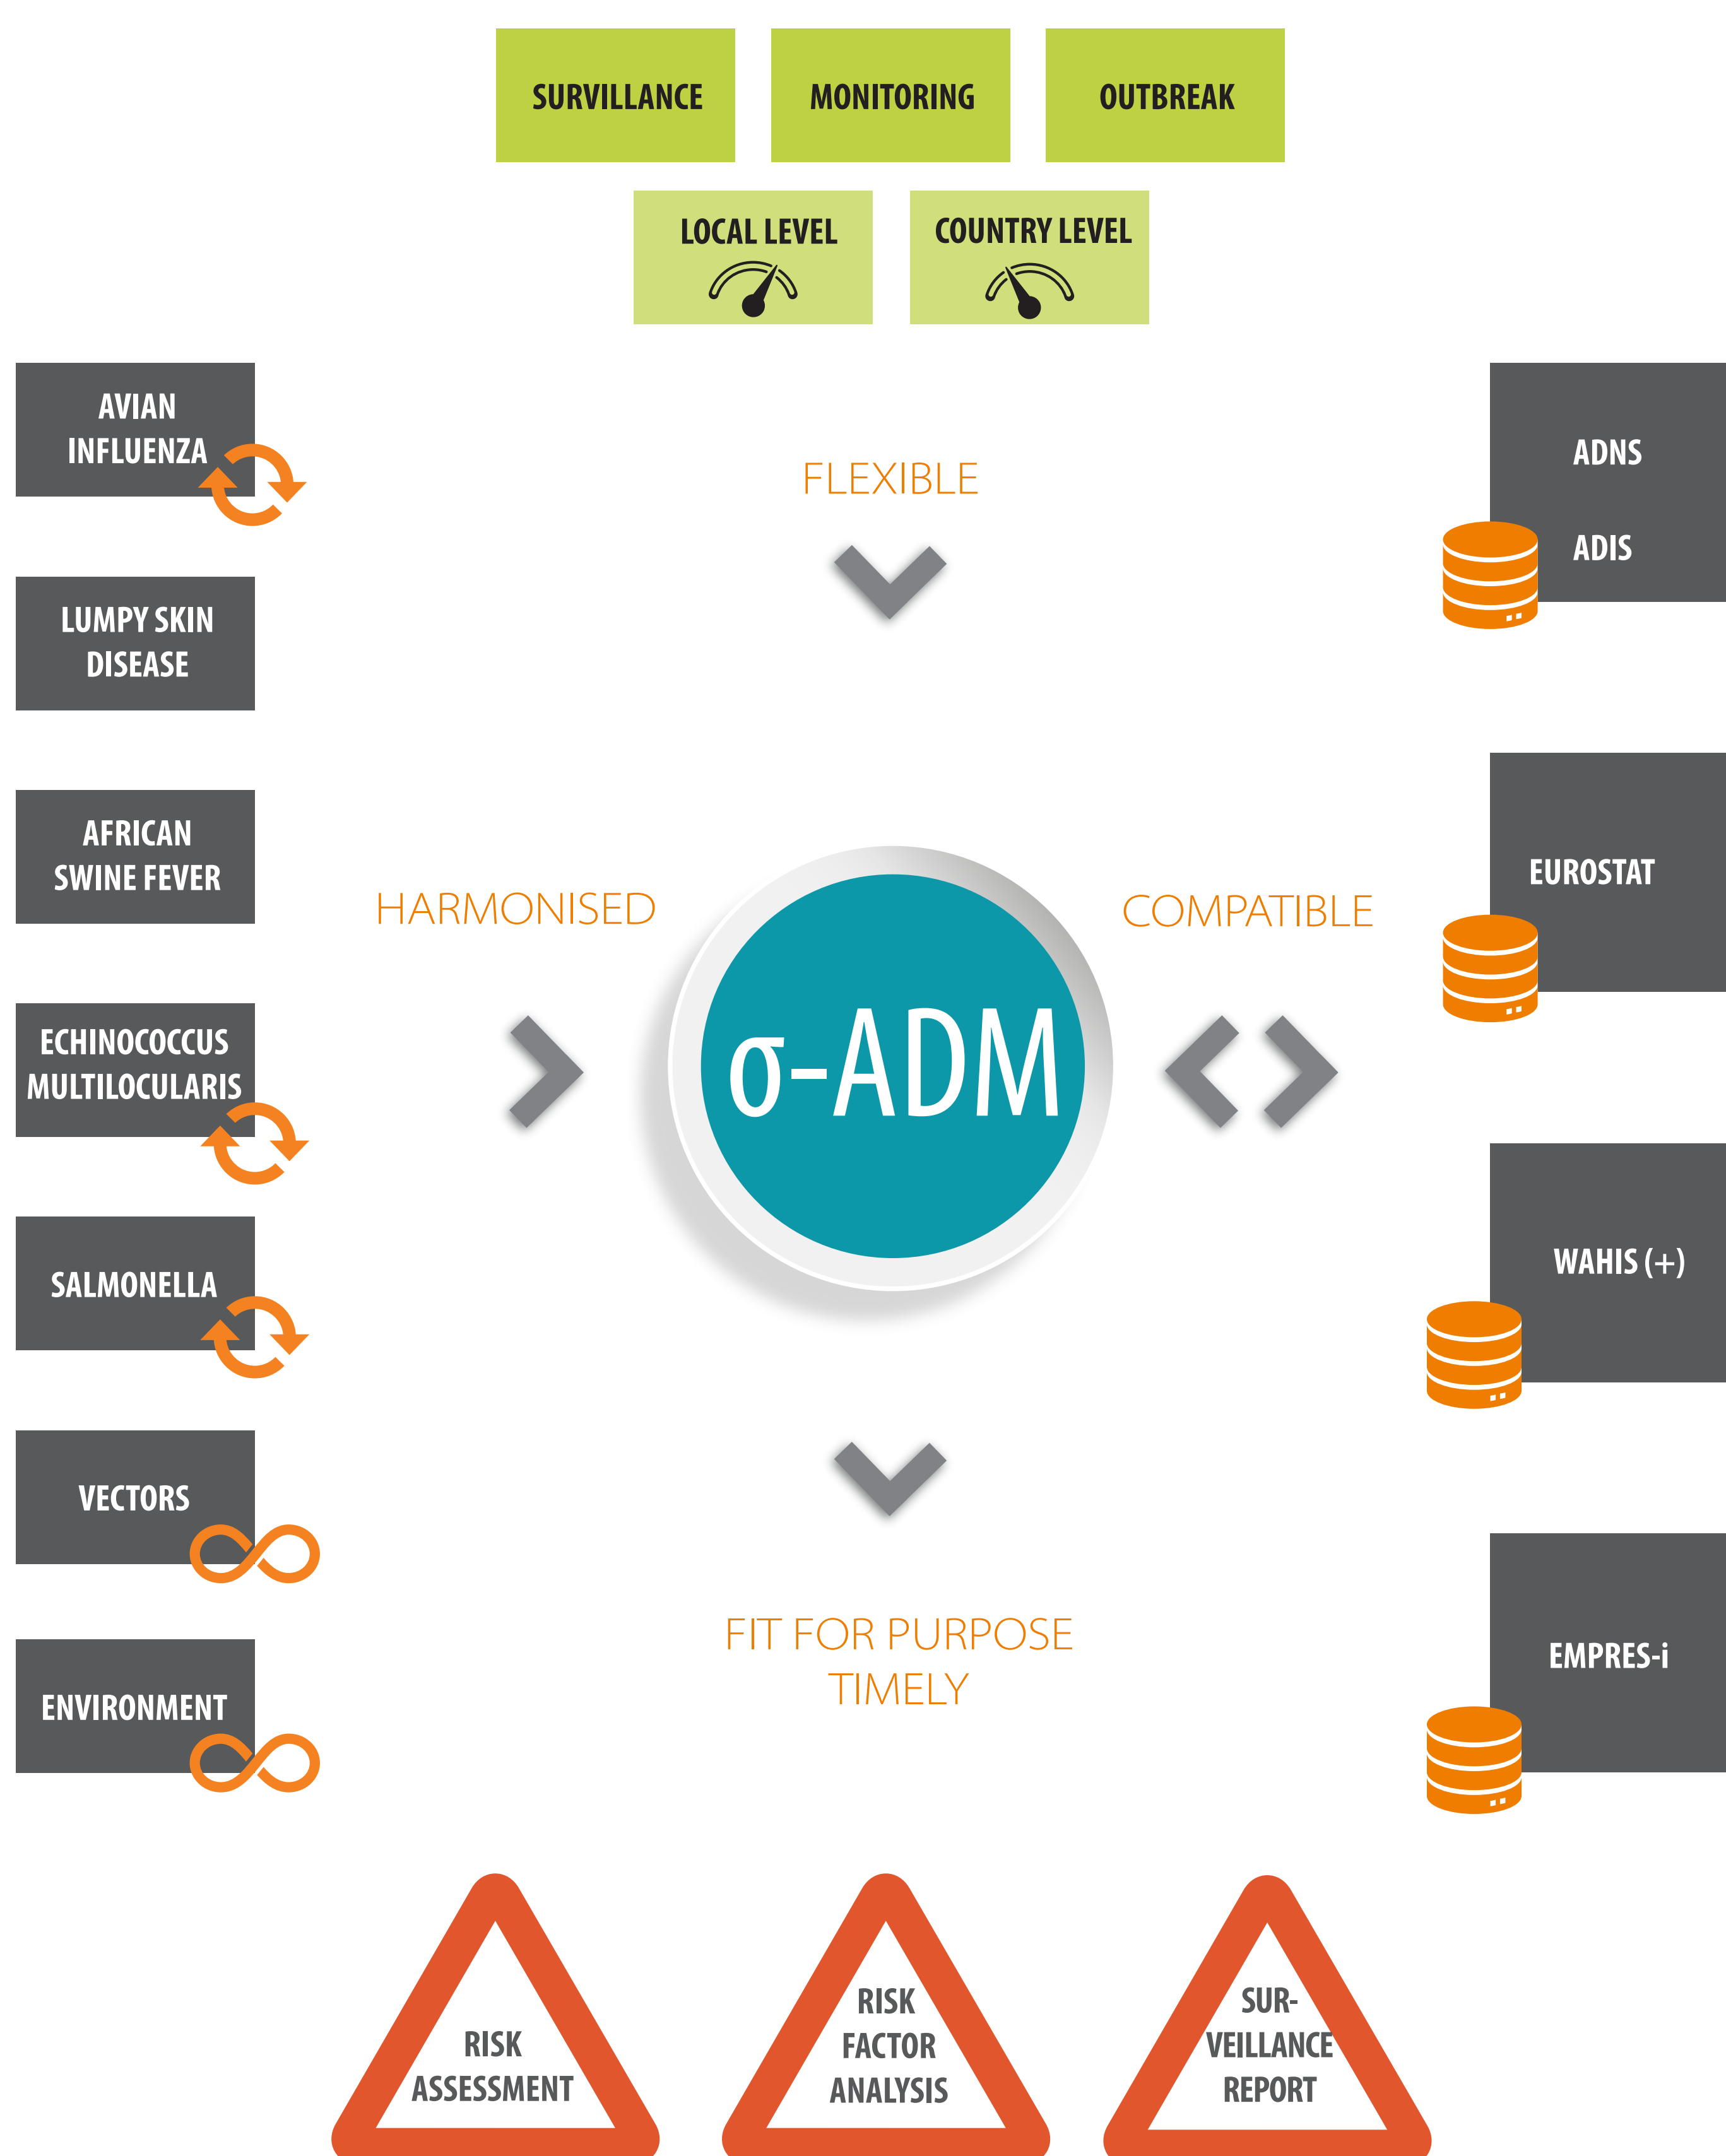 SURVILLANCE
MONITORING
OUTBREAK
LOCAL LEVEL
COUNTRY LEVEL
AVIAN
INFLUENZA
LUMPY SKIN
DISEASE
AFRICAN
SWINE FEVER
ECHINOCOCCUS
MULTILOCULARIS
SALMONELLA
VECTORS
ENVIRONMENT
FLEXIBLE
HARMONISED
σ-ADM
COMPATIBLE
FIT FOR PURPOSE
TIMELY
ADNS
ADIS
EUROSTAT
WAHIS (+)
EMPRES-i
RISK
ASSESSMENT
RISK
FACTOR
ANALYSIS
SUR-
VEILLANCE
REPORT